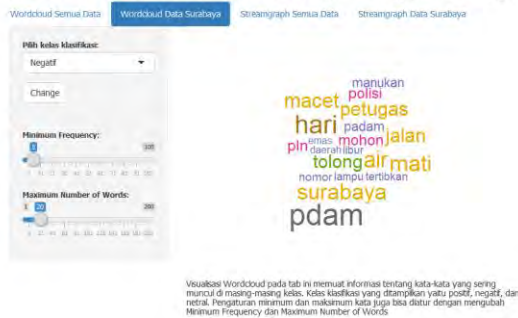 Wordcloud Semua Data Wordcloud Data Surabaya Streamgraph Semua Data Streamgraph Data Surabaya
Pilih kelas klasifikasi:
Negatif
Change
Minimum Frequency:
Maximum Number of Words:
1 20 200
manukan
polisi
macet petugas
hari padam jalan
pln emas mohon
daerah libur
tolong air mati
nomor lampu tertibkan
surabaya
pdam
Visualisasi Wordcloud pada tab ini memuat informasi tentang kata-kata yang sering
muncul di masing-masing kelas. Kelas klasifikasi yang ditampilkan yaitu positif, negatif, dan
netral. Pengaturan minimum dan maksimum kata juga bisa diatur dengan mengubah
Minimum Frequency dan Maximum Number of Words